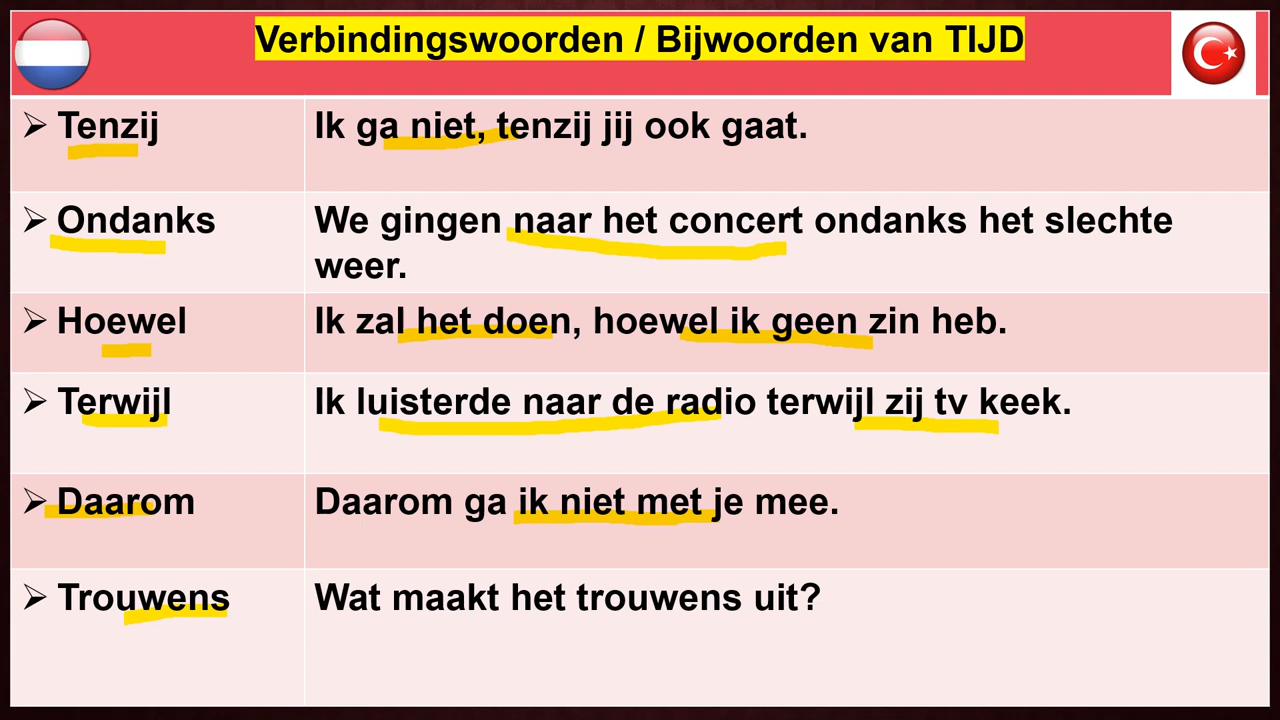 Verbindingswoorden / Bijwoorden van TIJD
Tenzij
Ik ga niet, tenzij jij ook gaat.
Ondanks
We gingen naar het concert ondanks het slechte
weer.
Hoewel
Ik zal het doen, hoewel ik geen zin heb.
Terwijl
Ik luisterde naar de radio terwijl zij tv keek.
Daarom
Daarom ga ik niet met je mee.
Trouwens
Wat maakt het trouwens uit?